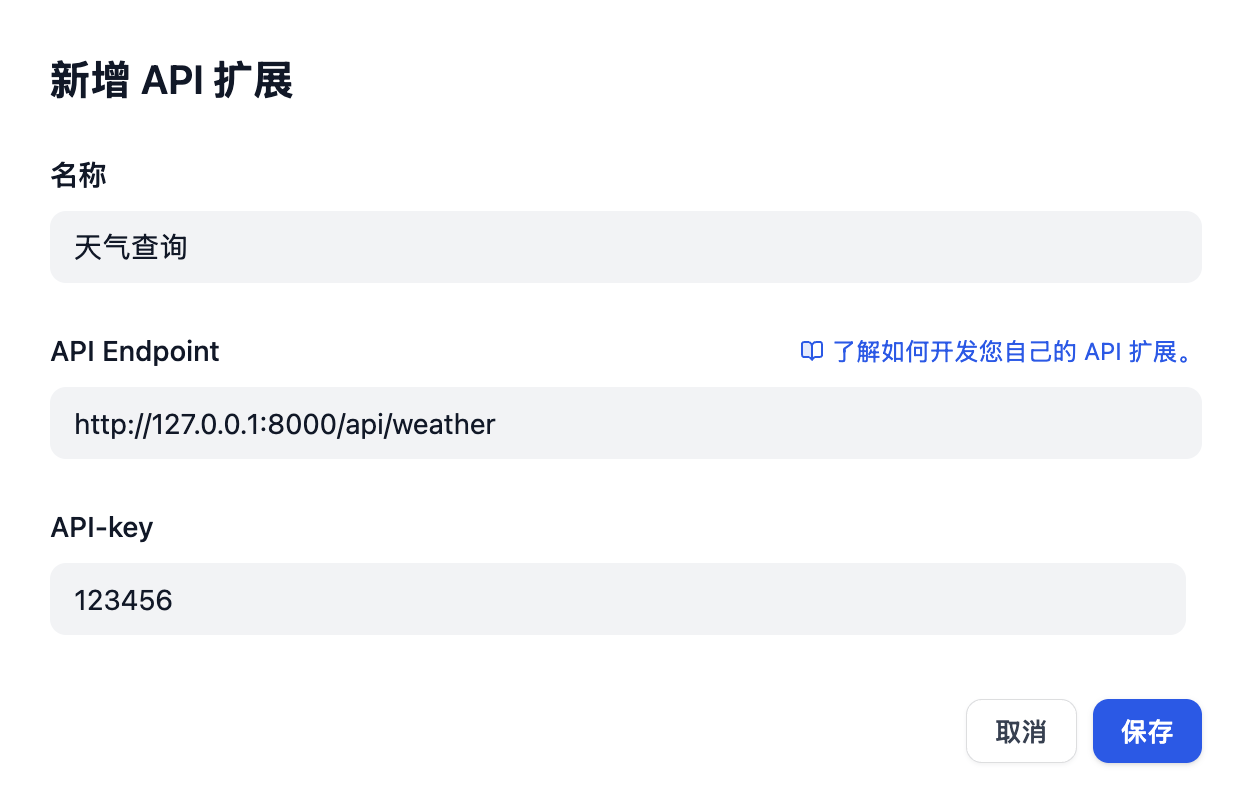 新增 API 扩展
名称
天气查询
API Endpoint
了解如何开发您自己的 API 扩展。
http://127.0.0.1:8000/api/weather
API-key
123456
取消
保存